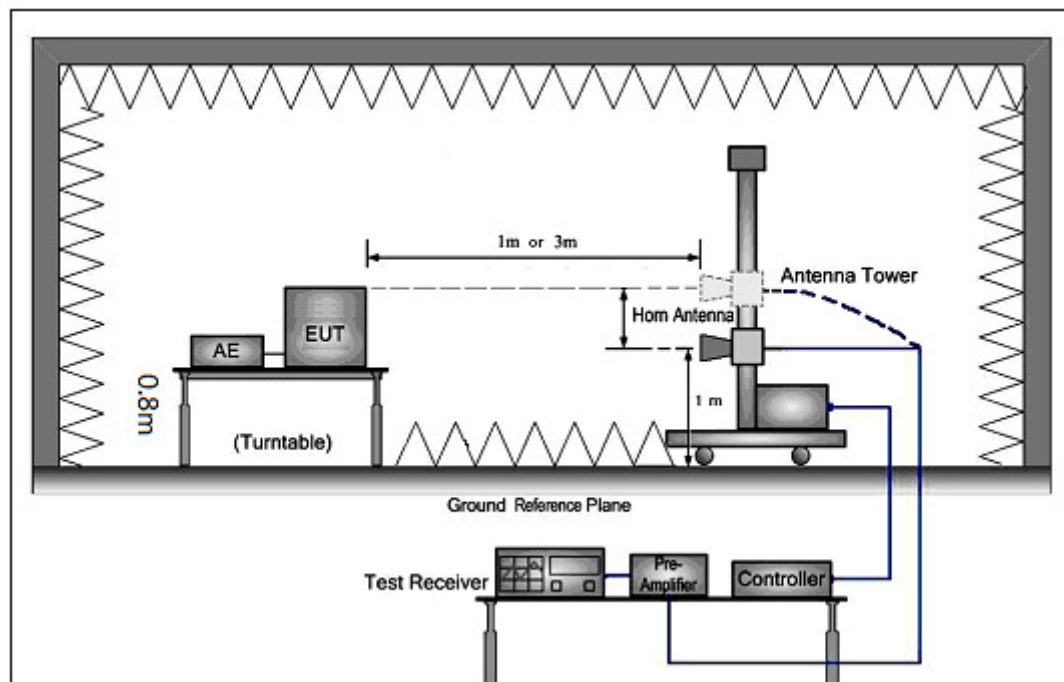 1m or 3m
Antenna Tower
Horn Antenna
EUT
AE
0.8m
1 m
(Turntable)
Ground Reference Plane
Test Receiver
Pre-
Amplifier
Controller